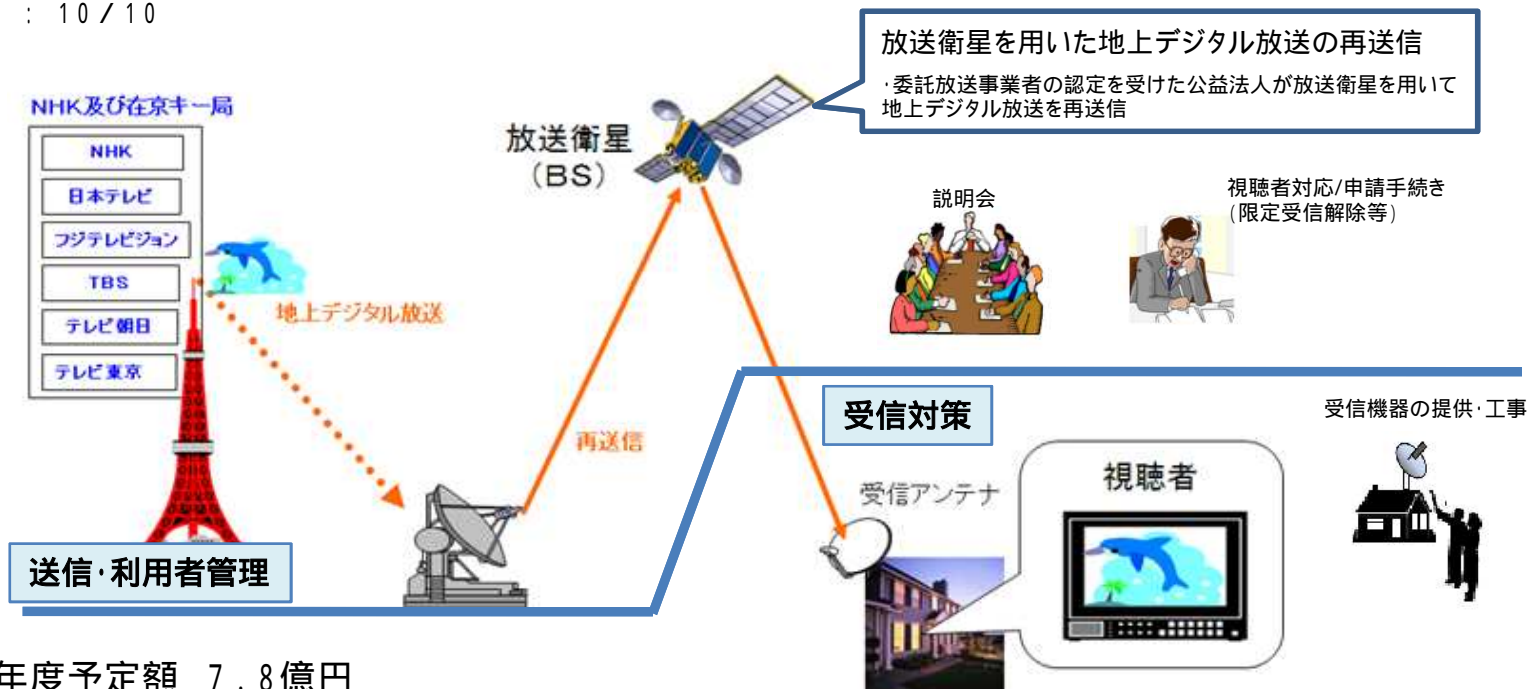 : 10/10
放送衛星を用いた地上デジタル放送の再送信
・委託放送事業者の認定を受けた公益法人が放送衛星を用いて
地上デジタル放送を再送信
NHK及び在京キー局
NHK
日本テレビ
フジテレビジョン
TBS
テレビ朝日
テレビ東京
地上デジタル放送
放送衛星
(BS)
再送信
説明会
視聴者対応/申請手続き
(限定受信解除等)
受信対策
受信機器の提供・工事
受信アンテナ
視聴者
送信・利用者管理
年度予定額 7.8億円